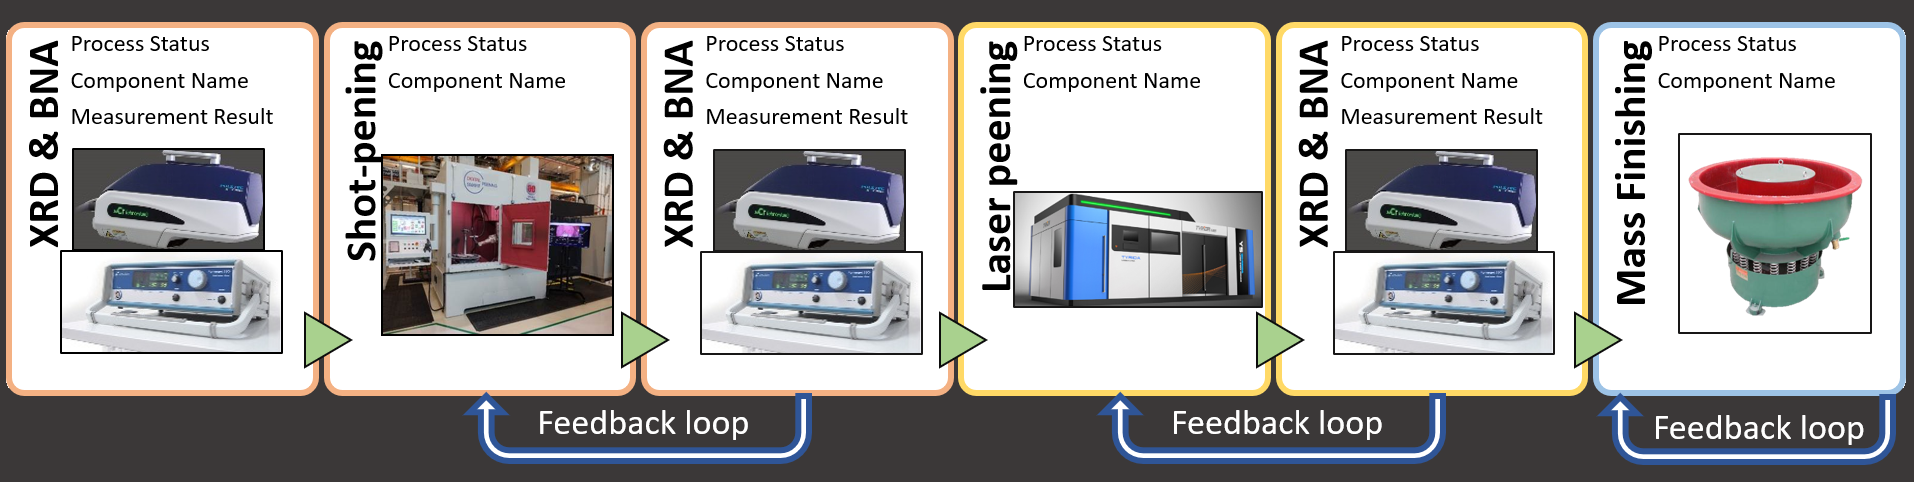 XRD & BNA
Process Status
Component Name
Measurement Result
Shot-pening
Process Status
Component Name
XRD & BNA
Process Status
Component Name
Measurement Result
Laser peening
Process Status
Component Name
XRD & BNA
Process Status
Component Name
Measurement Result
Mass Finishing
Process Status
Component Name
Feedback loop
Feedback loop
Feedback loop